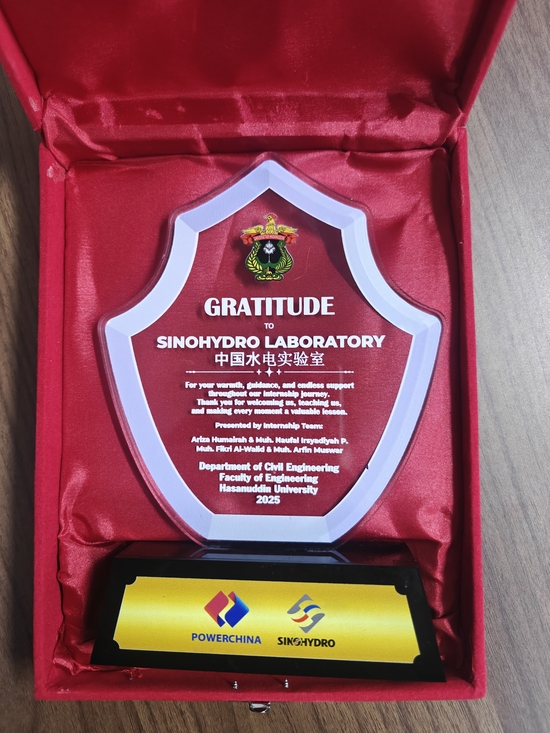 GRATITUDE
TO
SINOHYDRO LABORATORY
中国水电实验室
For your warmth, guidance, and endless support
throughout our internship journey.
Thank you for welcoming us, teaching us,
and making every moment a valuable lesson.
Presented by Internship Team:
Ariza Humairah & Muh. Naufal Irsyadiyah P.
Muh. Fikri Al-Walid & Muh. Arfin Muswar
Department of Civil Engineering
Faculty of Engineering
Hasanuddin University
2025
POWERCHINA
SINOHYDRO